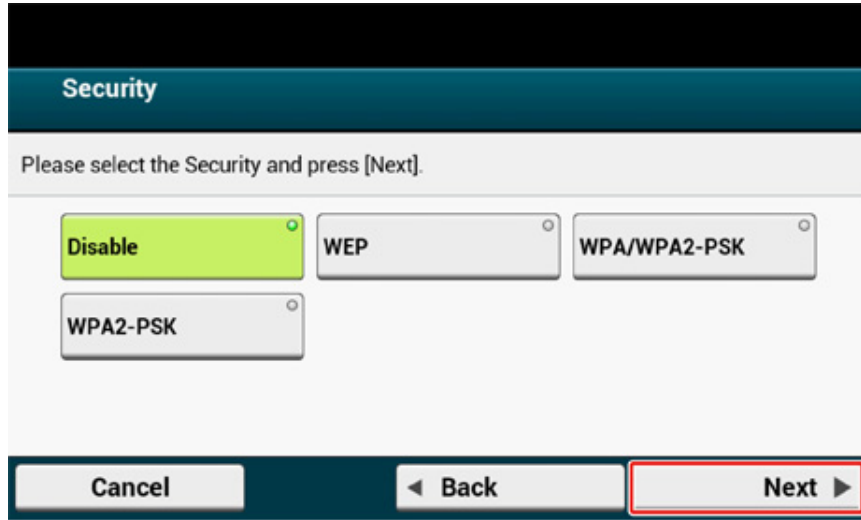 Security
Please select the Security and press [Next].
Disable
WEP
WPA/WPA2-PSK
WPA2-PSK
Cancel
Back
Next